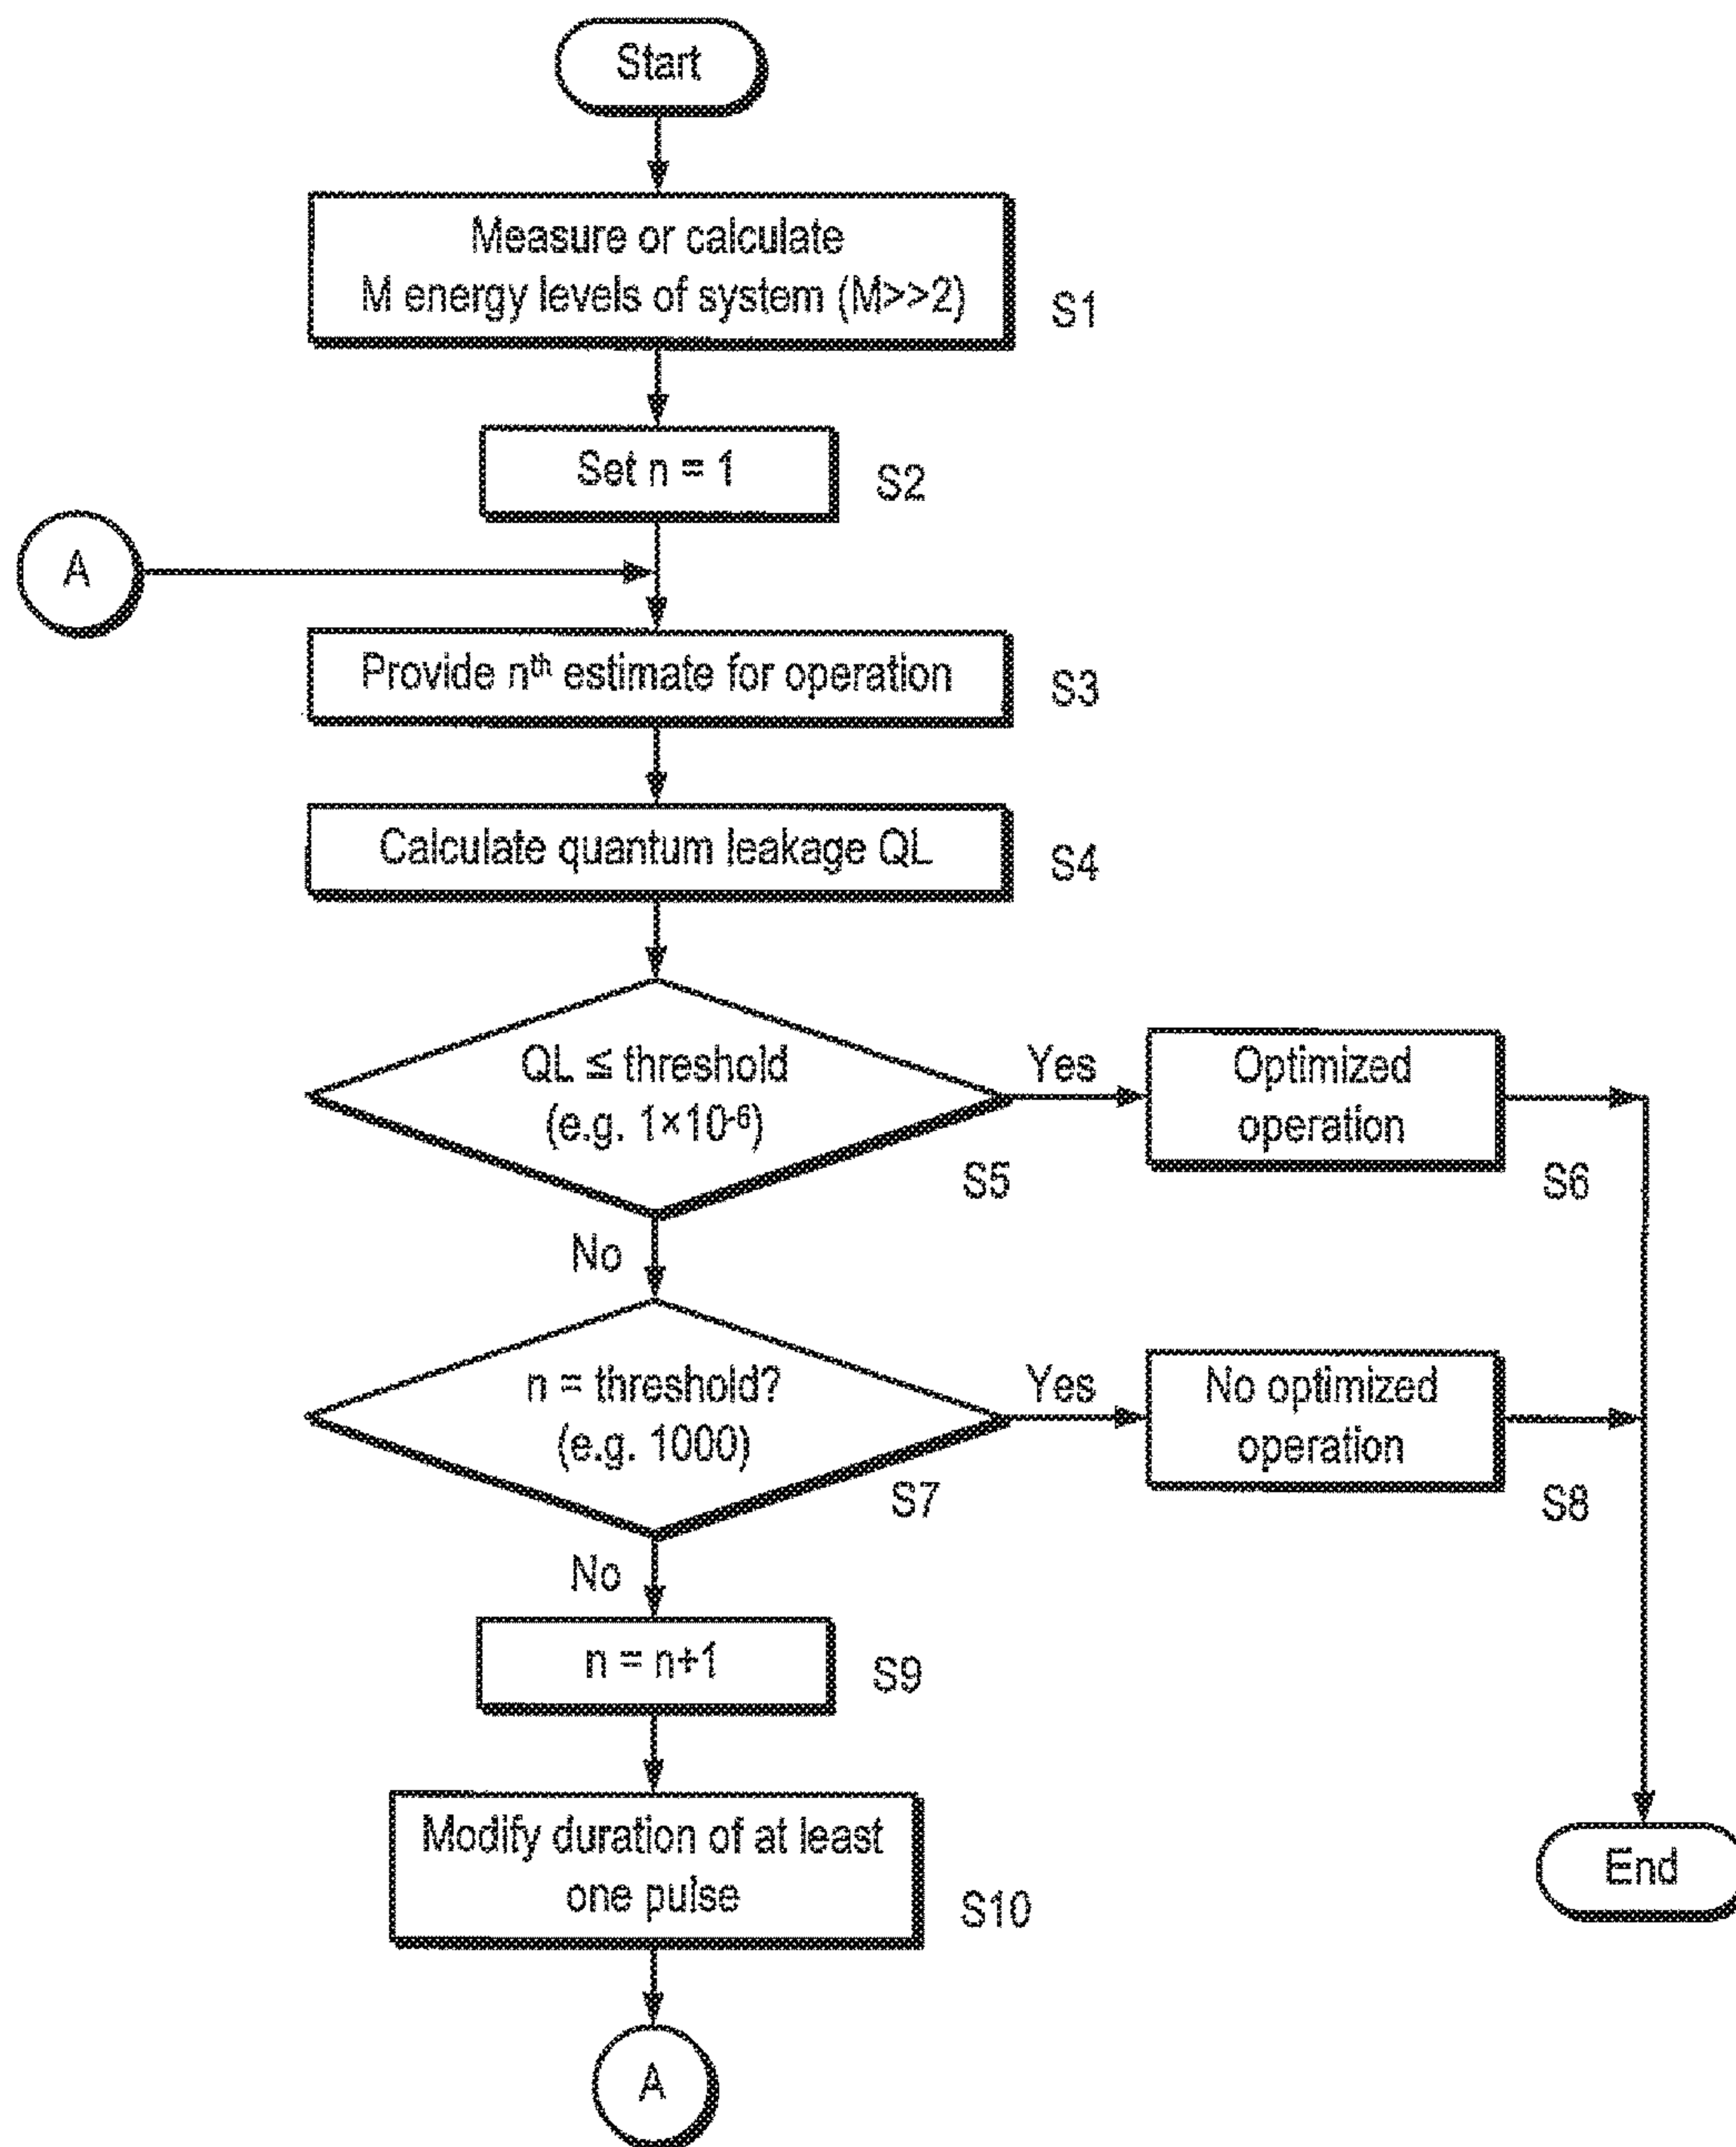 Start
Measure or calculate
M energy levels of system (M>>2)
S1
Set n = 1
S2
A
Provide nth estimate for operation
S3
Calculate quantum leakage QL
S4
QL ≦ threshold
(e.g. 1×10-6)
S5
Yes
Optimized
operation
S6
No
n = threshold?
(e.g. 1000)
S7
Yes
No optimized
operation
S8
No
n = n+1
S9
Modify duration of at least
one pulse
S10
End
A